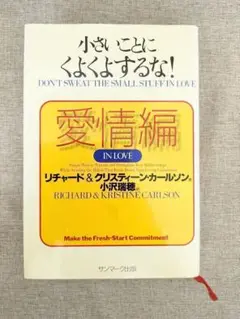 小さいことに
くよくよするな!
DON'T SWEAT THE SMALL STUFF IN LOVE
愛情編
IN LOVE
リチャード&クリスティーン・カールソン著
小沢瑞穂訳
RICHARD & KRISTINE CARLSON
Make the Fresh-Start Commitment
サンマーク出版